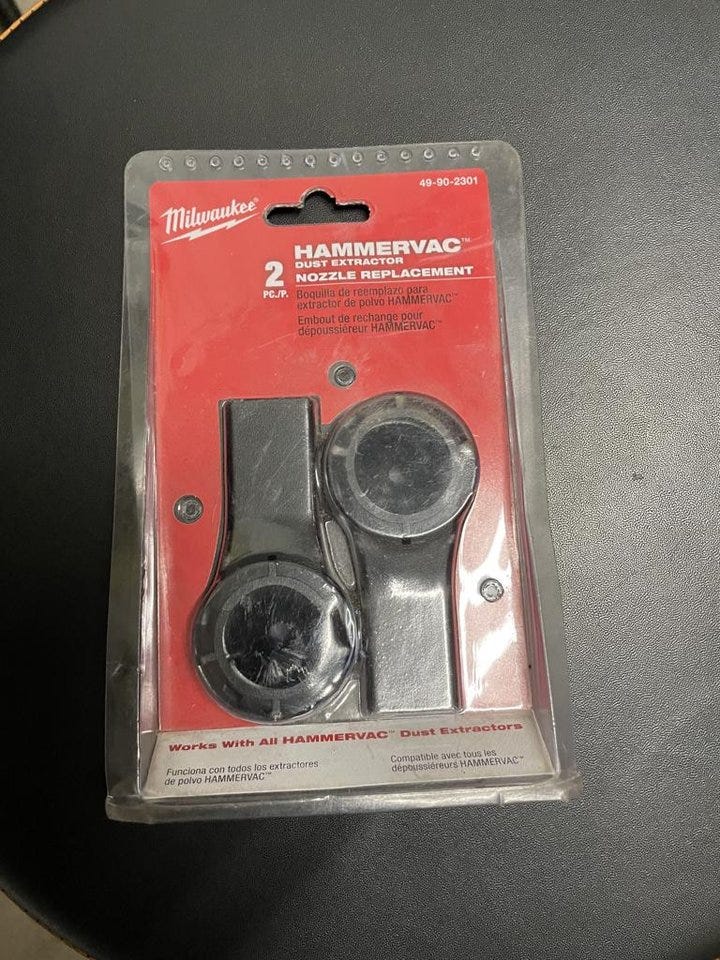 49-90-2301
Milwaukee®
HAMMERVAC™
DUST EXTRACTOR
2
PC./P.
NOZZLE REPLACEMENT
Boquilla de reemplazo para
extractor de polvo HAMMERVAC™
Embout de rechange pour
dépoussiéreur HAMMERVAC™
Works With All HAMMERVAC™ Dust Extractors
Funciona con todos los extractores
de polvo HAMMERVAC™
Compatible avec tous les
dépoussiéreurs HAMMERVAC™